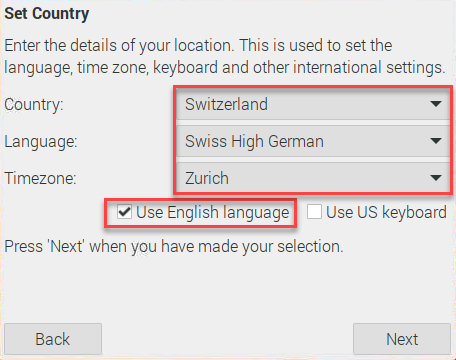 Set Country
Enter the details of your location. This is used to set the
language, time zone, keyboard and other international settings.
Country: Switzerland
Language: Swiss High German
Timezone: Zurich
Use English language Use US keyboard
Press 'Next' when you have made your selection.
Back Next